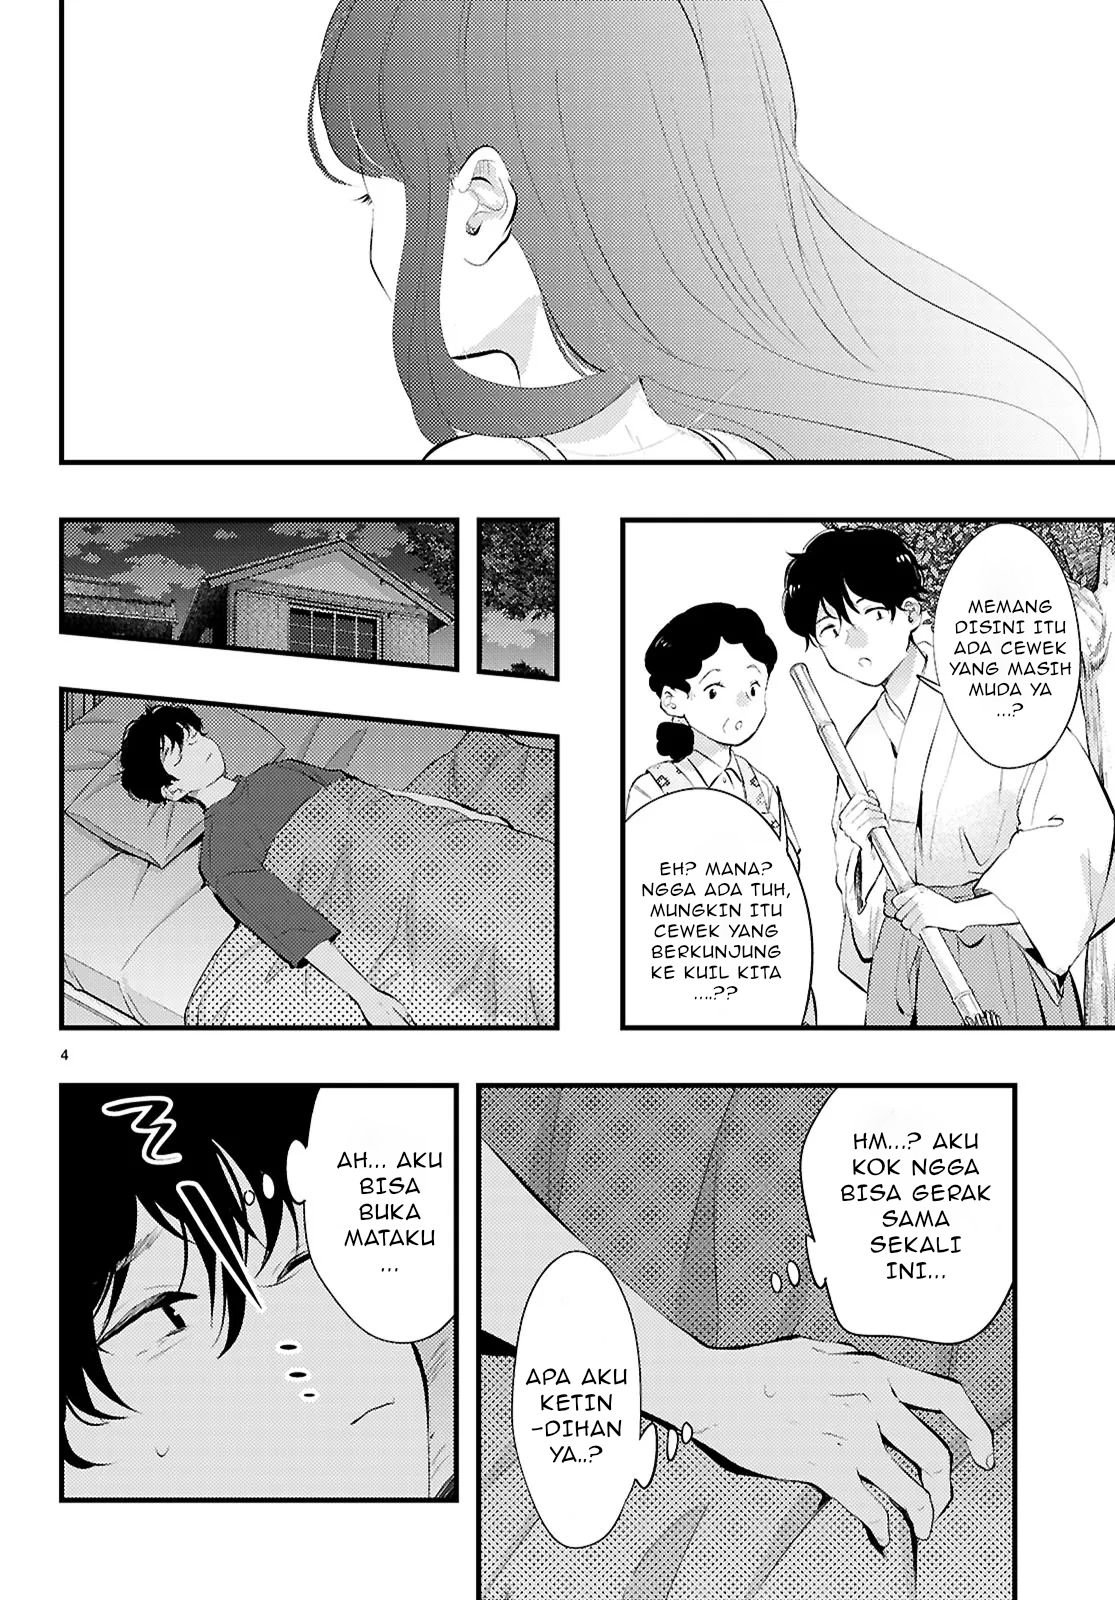 MEMANG
DISINI ITU
ADA CEWEK
YANG MASIH
MUDA YA
...?
EH? MANA?
NGGA ADA TUH,
MUNGKIN ITU
CEWEK YANG
BERKUNJUNG
KE KUIL KITA
....??
4
HM...? AKU
KOK NGGA
BISA GERAK
SAMA
SEKALI
INI...
APA AKU
KETIN
-DIHAN
YA..?
AH... AKU
BISA
BUKA
MATAKU
...